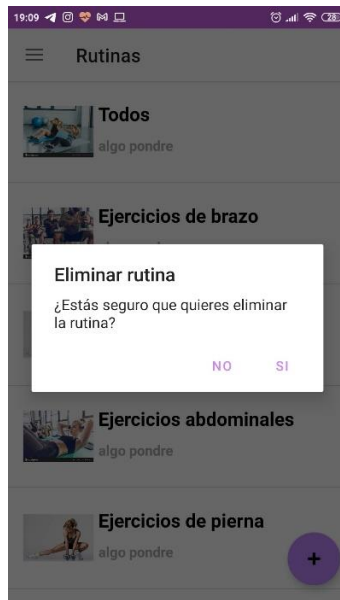 19:09
28
Rutinas
Todos
algo pondre
Ejercicios de brazo
Eliminar rutina
¿Estás seguro que quieres eliminar
la rutina?
NO
SI
Ejercicios abdominales
algo pondre
Ejercicios de pierna
algo pondre
+